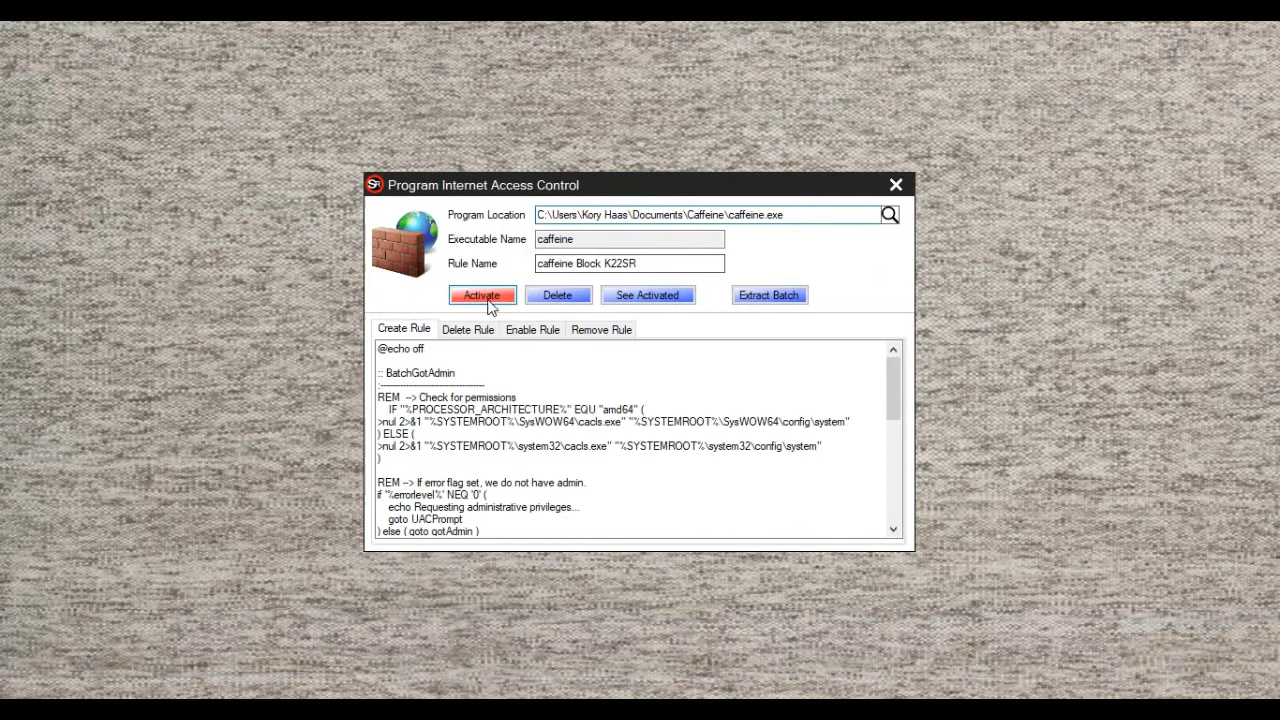 SR Program Internet Access Control
Program Location C:\Users\Kory Haas\Documents\Caffeine\caffeine.exe
Executable Name caffeine
Rule Name caffeine Block K22SR
Activate Delete See Activated Extract Batch
Create Rule Delete Rule Enable Rule Remove Rule
@echo off
:: BatchGotAdmin
:-------------------------------------
REM --> Check for permissions
IF "%PROCESSOR_ARCHITECTURE%" EQU "amd64" (
>nul 2>&1 "%SYSTEMROOT%\SysWOW64\cacls.exe" "%SYSTEMROOT%\SysWOW64\config\system"
) ELSE (
>nul 2>&1 "%SYSTEMROOT%\system32\cacls.exe" "%SYSTEMROOT%\system32\config\system"
)
REM --> If error flag set, we do not have admin.
if '%errorlevel%' NEQ '0' (
echo Requesting administrative privileges...
goto UACPrompt
) else ( goto gotAdmin )